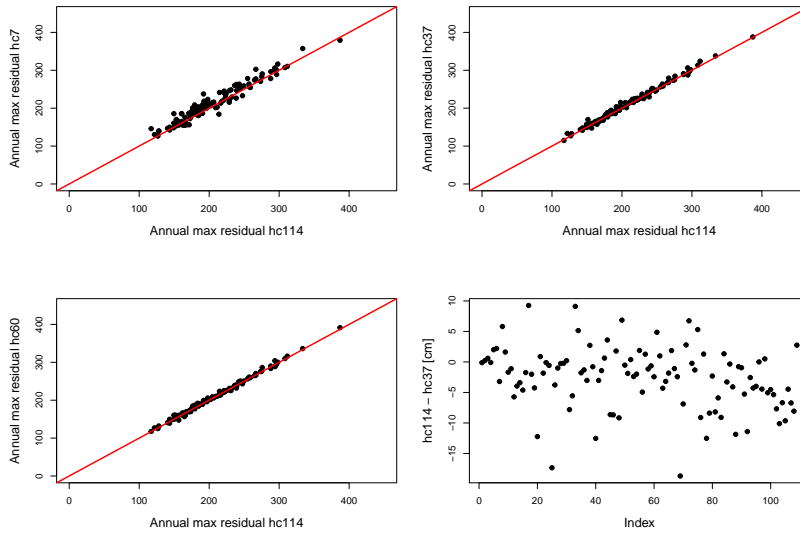 Annual max residual hc7
400
300
200
100
0
0 100 200 300 400
Annual max residual hc114
Annual max residual hc37
400
300
200
100
0
0 100 200 300 400
Annual max residual hc114
Annual max residual hc60
400
300
200
100
0
0 100 200 300 400
Annual max residual hc114
hc114 − hc37 [cm]
10
5
0
−5
−10
−15
0 20 40 60 80 100
Index